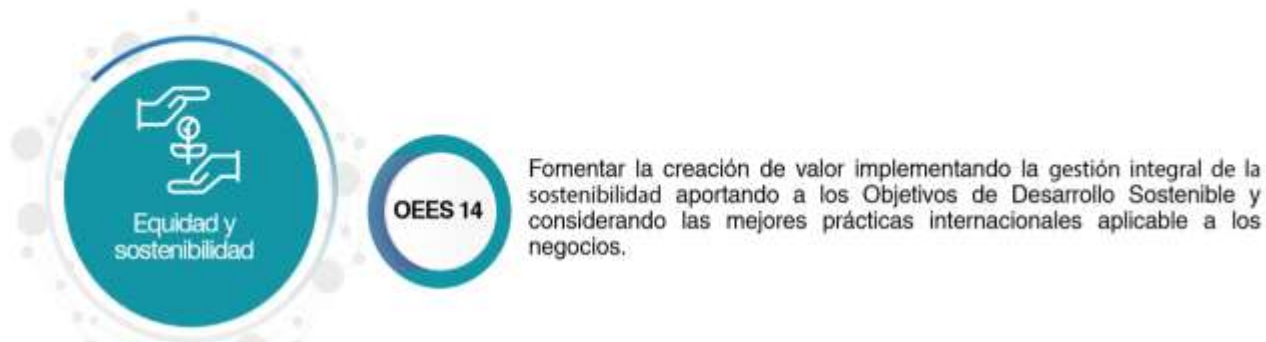 Equidad y
sostenibilidad
OEES 14
Fomentar la creación de valor implementando la gestión integral de la
sostenibilidad aportando a los Objetivos de Desarrollo Sostenible y
considerando las mejores prácticas internacionales aplicable a los
negocios.